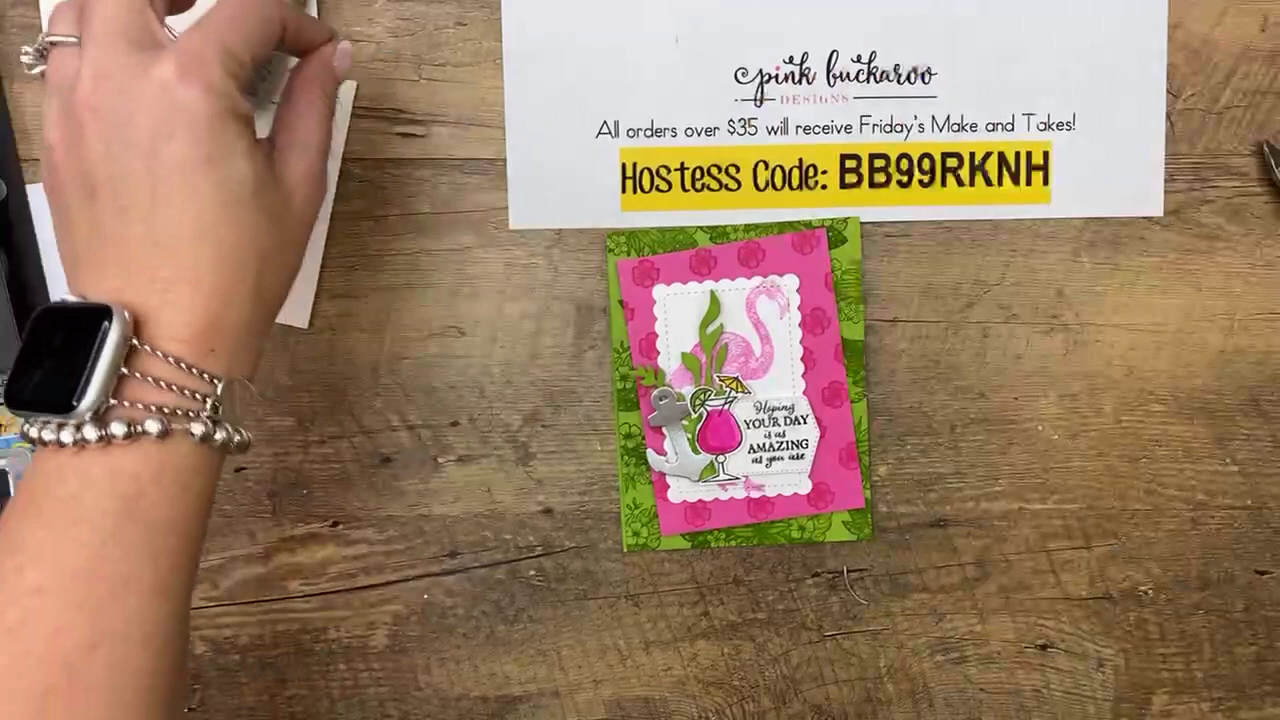 pink buckaroo
DESIGNS
All orders over $35 will receive Friday's Make and Takes!
Hostess Code: BB99RKNH
Hoping
YOUR DAY
is as
AMAZING
as you are